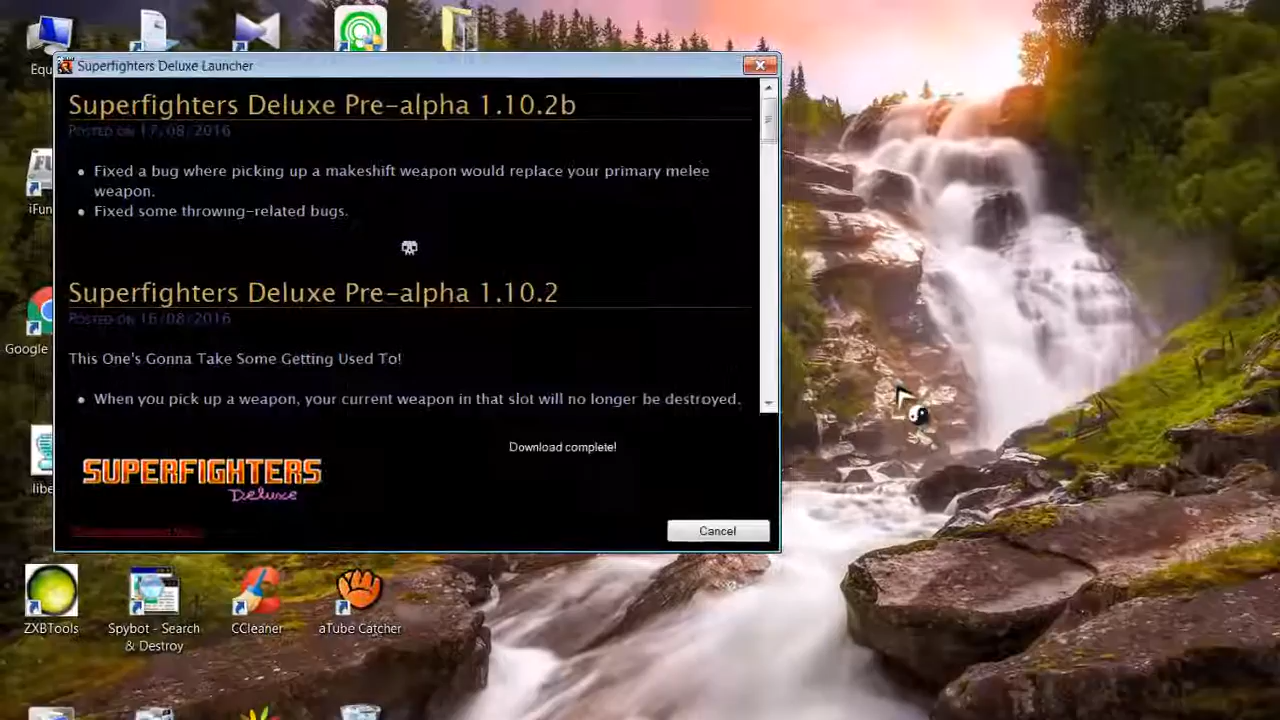 Superfighters Deluxe Launcher
Superfighters Deluxe Pre-alpha 1.10.2b
Posted on 17/08/2016
• Fixed a bug where picking up a makeshift weapon would replace your primary melee
weapon.
• Fixed some throwing-related bugs.
Superfighters Deluxe Pre-alpha 1.10.2
Posted on 16/08/2016
This One's Gonna Take Some Getting Used To!
• When you pick up a weapon, your current weapon in that slot will no longer be destroyed.
Download complete!
SUPERFIGHTERS
Deluxe
Cancel
Equ
iFun
Google
libe
ZXBTools
Spybot - Search
& Destroy
CCleaner
aTube Catcher